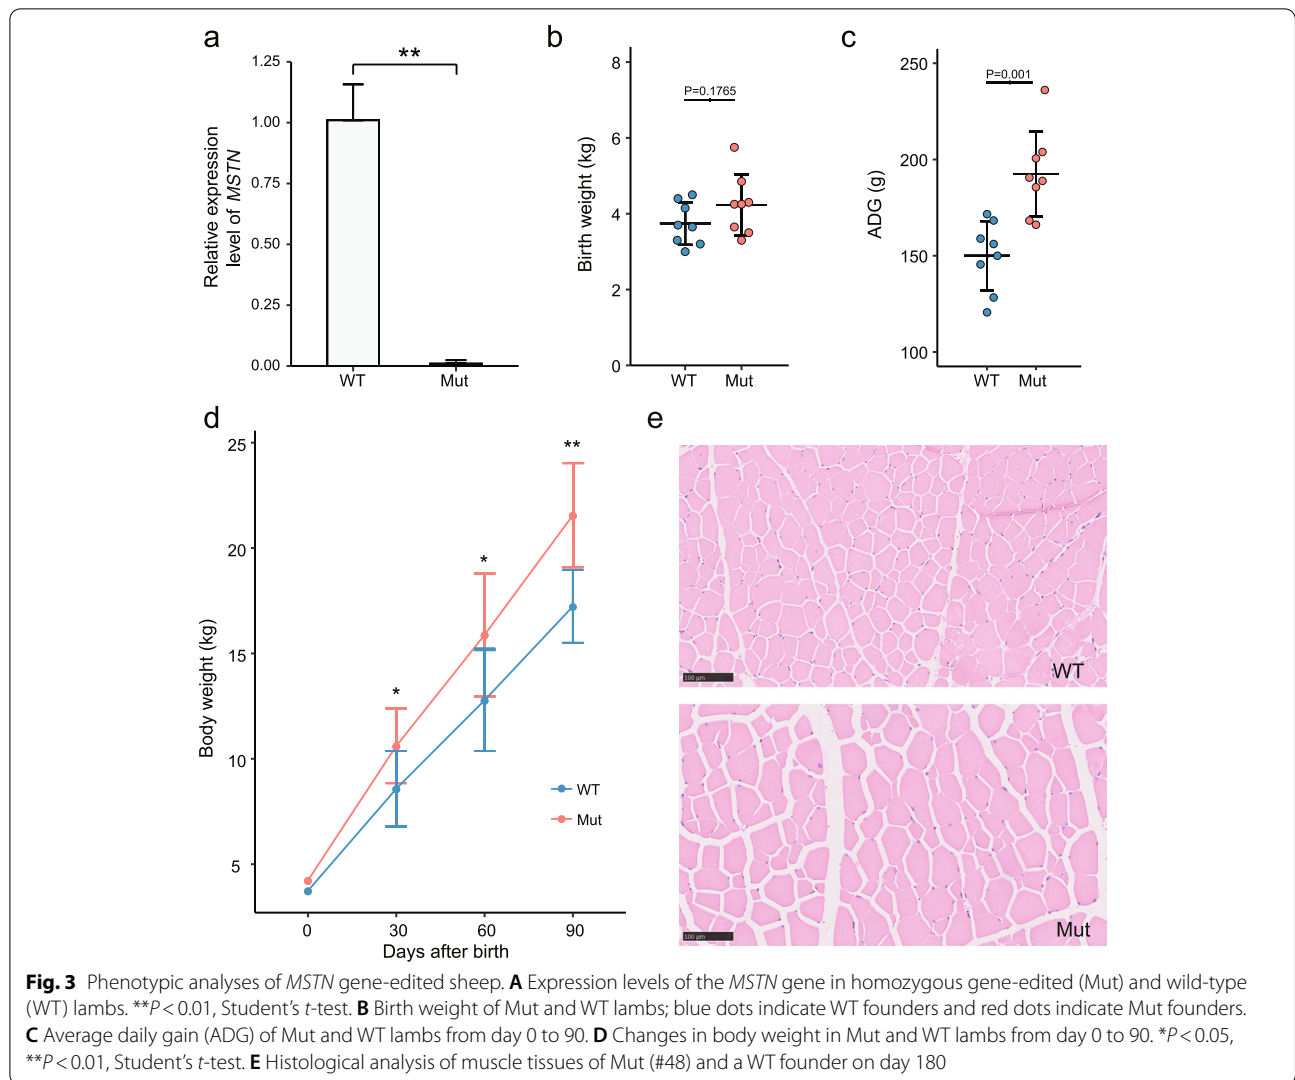 a
1.25
1.00
0.75
0.50
0.25
0.00
Relative expression
level of MSTN
**
WT
Mut
b
8
6
4
2
0
Birth weight (kg)
P=0.1765
WT
Mut
c
250
200
150
100
ADG (g)
P=0.001
WT
Mut
d
25
20
15
10
5
Body weight (kg)
*
*
**
WT
Mut
0
30
60
90
Days after birth
e
100 μm
WT
100 μm
Mut
Fig. 3 Phenotypic analyses of MSTN gene-edited sheep. A Expression levels of the MSTN gene in homozygous gene-edited (Mut) and wild-type
(WT) lambs. **P < 0.01, Student’s t-test. B Birth weight of Mut and WT lambs; blue dots indicate WT founders and red dots indicate Mut founders.
C Average daily gain (ADG) of Mut and WT lambs from day 0 to 90. D Changes in body weight in Mut and WT lambs from day 0 to 90. *P < 0.05,
**P < 0.01, Student’s t-test. E Histological analysis of muscle tissues of Mut (#48) and a WT founder on day 180